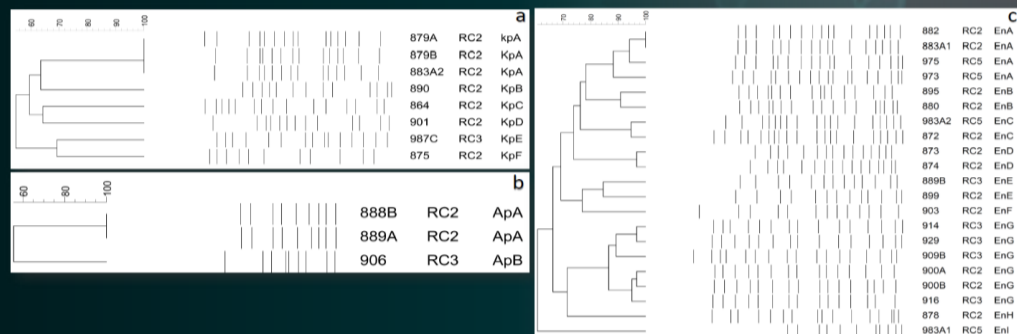 a
60 70 80 90 100
879A RC2 kpA
879B RC2 KpA
883A2 RC2 KpA
890 RC2 KpB
864 RC2 KpC
901 RC2 KpD
987C RC3 KpE
875 RC2 KpF
b
60 80 100
888B RC2 ApA
889A RC2 ApA
906 RC3 ApB
c
70 80 90 100
882 RC2 EnA
883A1 RC2 EnA
975 RC5 EnA
973 RC5 EnA
895 RC2 EnB
880 RC2 EnB
983A2 RC5 EnC
872 RC2 EnC
873 RC2 EnD
874 RC2 EnD
889B RC3 EnE
899 RC2 EnE
903 RC2 EnF
914 RC3 EnG
929 RC3 EnG
909B RC3 EnG
900A RC2 EnG
900B RC2 EnG
916 RC3 EnG
878 RC2 EnH
983A1 RC5 EnI